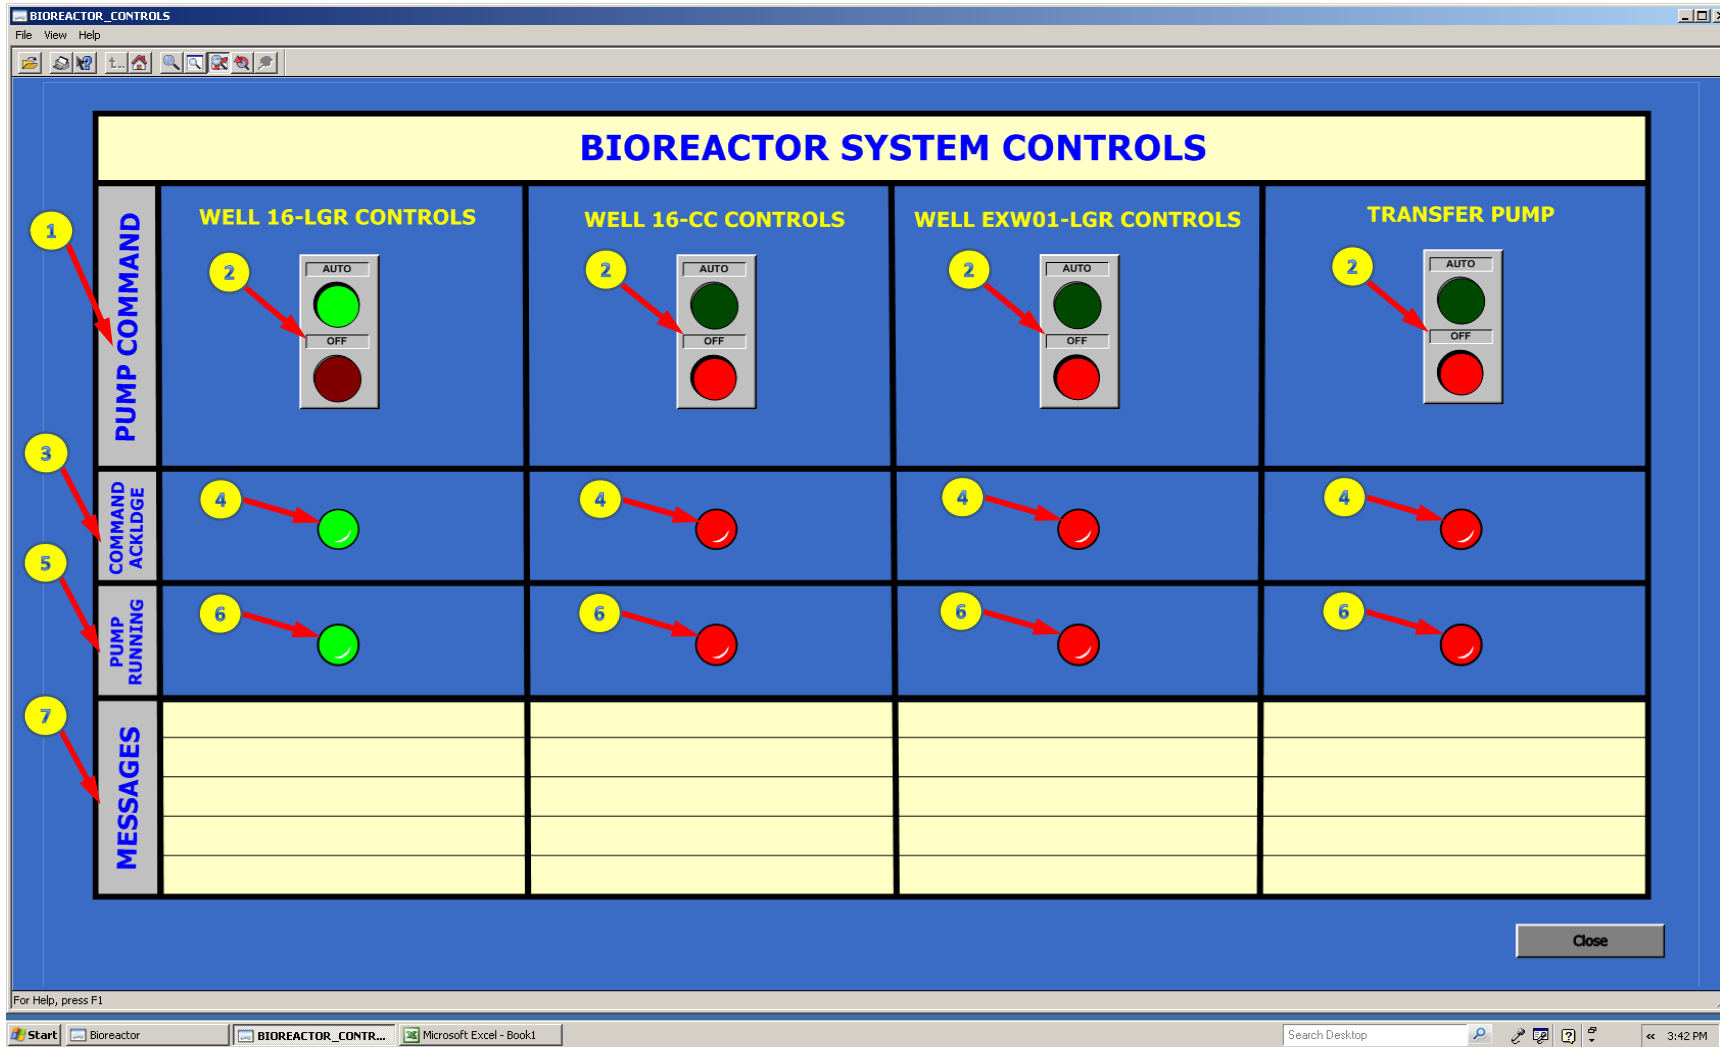 BIOREACTOR_CONTROLS
File View Help
t..
BIOREACTOR SYSTEM CONTROLS
PUMP COMMAND
WELL 16-LGR CONTROLS
WELL 16-CC CONTROLS
WELL EXW01-LGR CONTROLS
TRANSFER PUMP
1
2
AUTO
OFF
2
AUTO
OFF
2
AUTO
OFF
2
AUTO
OFF
3
COMMAND
ACKLDGE
4
4
4
4
5
PUMP
RUNNING
6
6
6
6
7
MESSAGES
Close
For Help, press F1
Start Bioreactor BIOREACTOR_CONTR... Microsoft Excel - Book1 Search Desktop « 3:42 PM